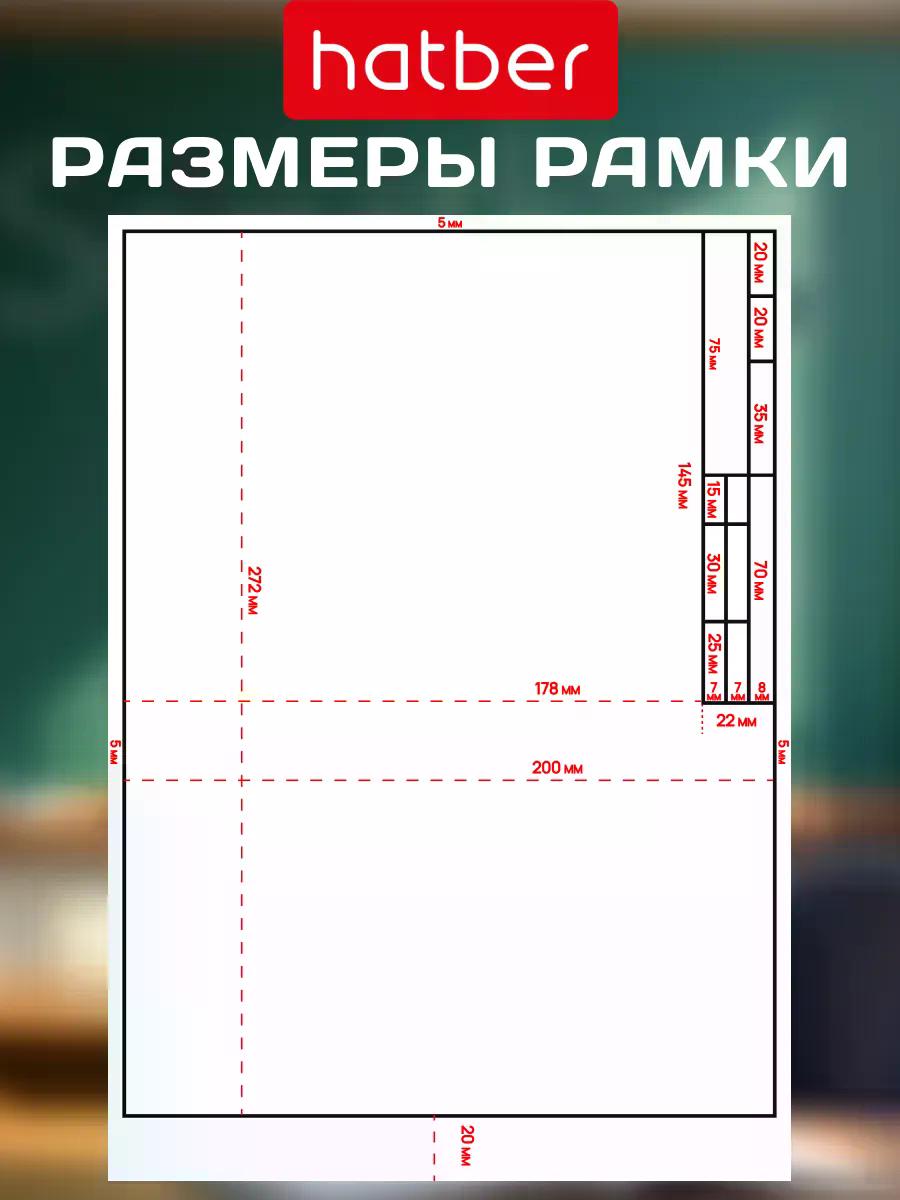 hatber
РАЗМЕРЫ РАМКИ
5 мм
20 мм
20 мм
75 мм
35 мм
145 мм
15 мм
30 мм
70 мм
272 мм
25 мм
7 мм
7 мм
8 мм
178 мм
22 мм
5 мм
5 мм
200 мм
20 мм